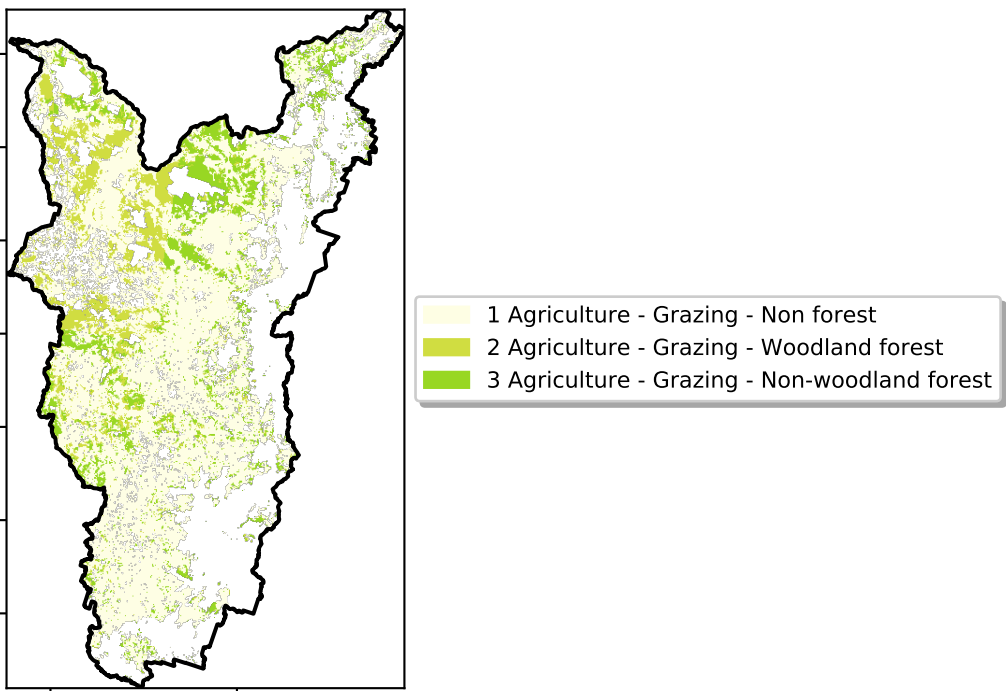 1 Agriculture - Grazing - Non forest
2 Agriculture - Grazing - Woodland forest
3 Agriculture - Grazing - Non-woodland forest